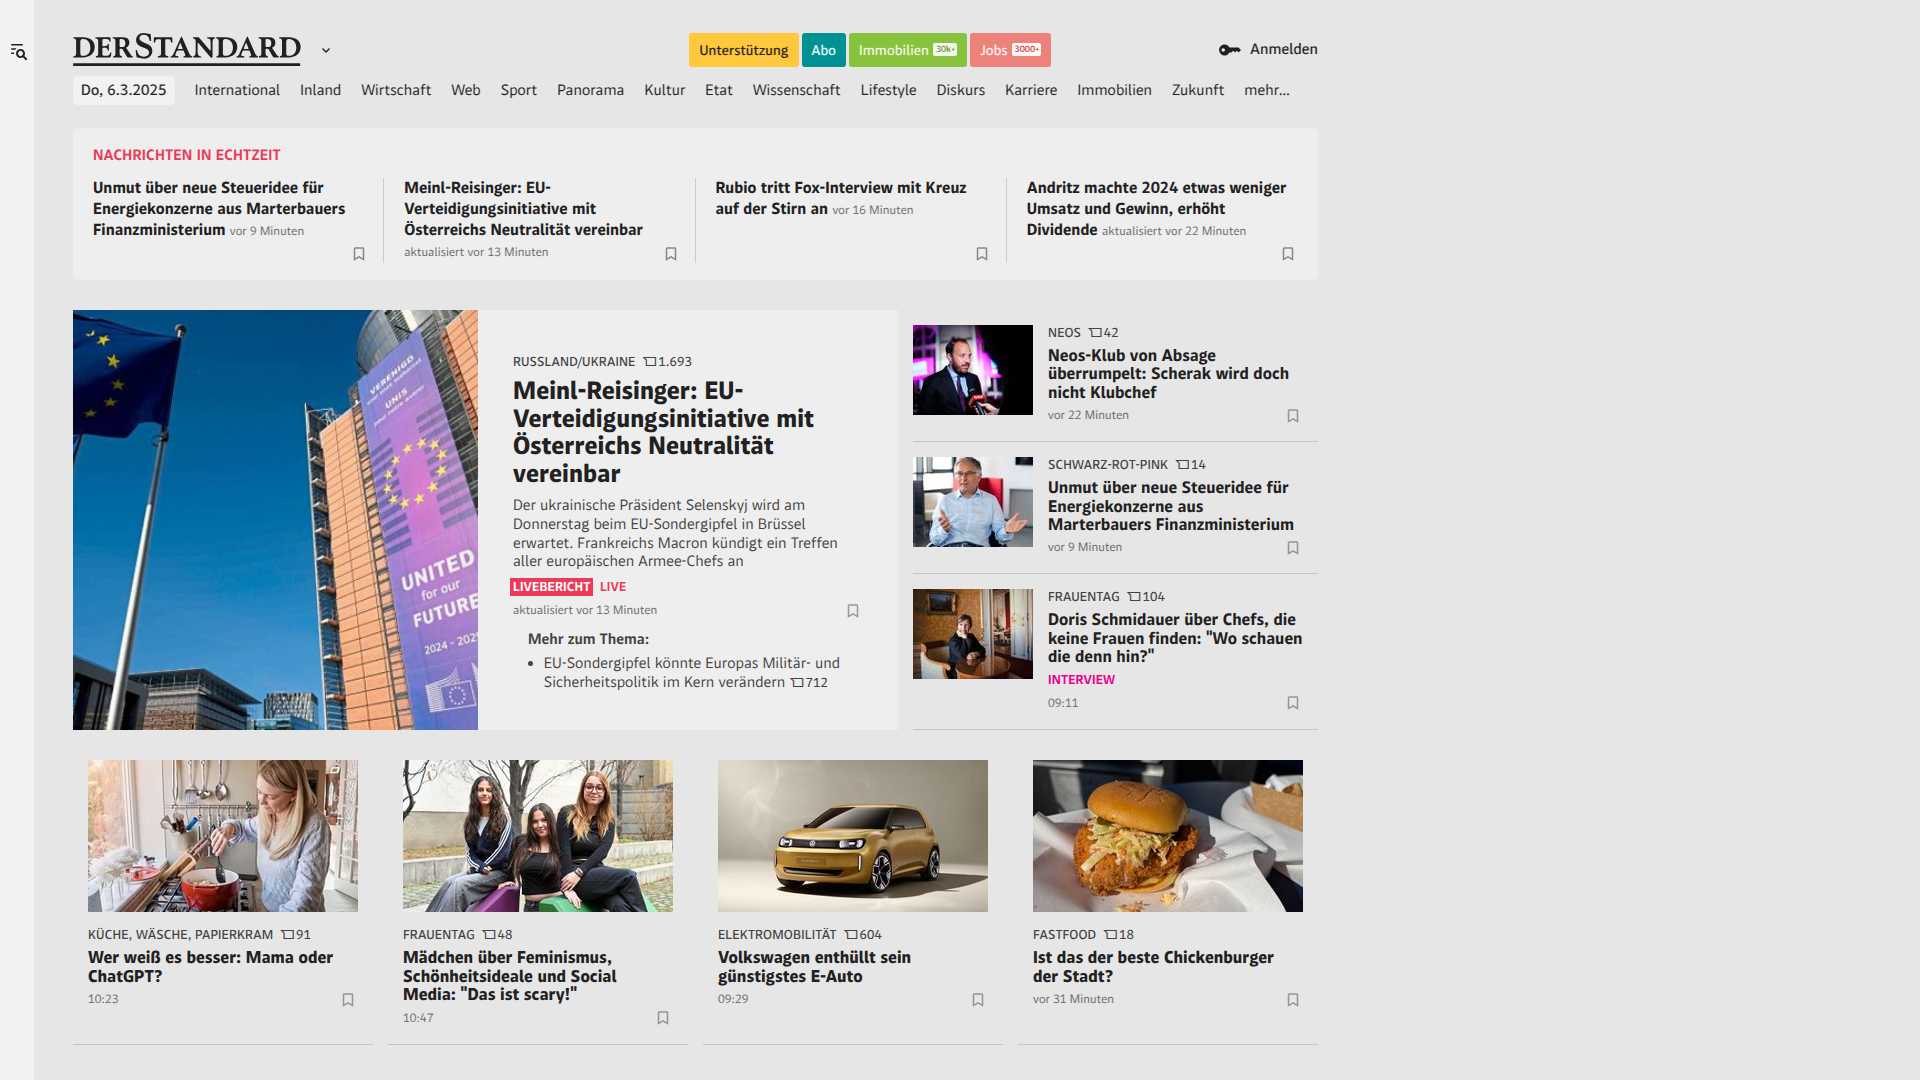 DERSTANDARD
Unterstützung
Abo
Immobilien 30k+
Jobs 3000+
Anmelden
Do, 6.3.2025
International
Inland
Wirtschaft
Web
Sport
Panorama
Kultur
Etat
Wissenschaft
Lifestyle
Diskurs
Karriere
Immobilien
Zukunft
mehr...
NACHRICHTEN IN ECHTZEIT
Unmut über neue Steueridee für
Energiekonzerne aus Marterbauers
Finanzministerium vor 9 Minuten
Meinl-Reisinger: EU-
Verteidigungsinitiative mit
Österreichs Neutralität vereinbar
aktualisiert vor 13 Minuten
Rubio tritt Fox-Interview mit Kreuz
auf der Stirn an vor 16 Minuten
Andritz machte 2024 etwas weniger
Umsatz und Gewinn, erhöht
Dividende aktualisiert vor 22 Minuten
VERENIGD
UNIS
UNITED
for our
FUTURE
2024 - 202
RUSSLAND/UKRAINE 1.693
Meinl-Reisinger: EU-
Verteidigungsinitiative mit
Österreichs Neutralität
vereinbar
Der ukrainische Präsident Selenskyj wird am
Donnerstag beim EU-Sondergipfel in Brüssel
erwartet. Frankreichs Macron kündigt ein Treffen
aller europäischen Armee-Chefs an
LIVEBERICHT LIVE
aktualisiert vor 13 Minuten
Mehr zum Thema:
• EU-Sondergipfel könnte Europas Militär- und
Sicherheitspolitik im Kern verändern 712
NEOS 42
Neos-Klub von Absage
überrumpelt: Scherak wird doch
nicht Klubchef
vor 22 Minuten
SCHWARZ-ROT-PINK 14
Unmut über neue Steueridee für
Energiekonzerne aus
Marterbauers Finanzministerium
vor 9 Minuten
FRAUENTAG 104
Doris Schmidauer über Chefs, die
keine Frauen finden: "Wo schauen
die denn hin?"
INTERVIEW
09:11
KÜCHE, WÄSCHE, PAPIERKRAM 91
Wer weiß es besser: Mama oder
ChatGPT?
10:23
FRAUENTAG 48
Mädchen über Feminismus,
Schönheitsideale und Social
Media: "Das ist scary!"
10:47
ELEKTROMOBILITÄT 604
Volkswagen enthüllt sein
günstigstes E-Auto
09:29
FASTFOOD 18
Ist das der beste Chickenburger
der Stadt?
vor 31 Minuten